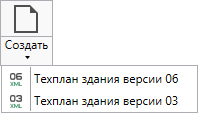 Создать
06 XML Техплан здания версии 06
03 XML Техплан здания версии 03